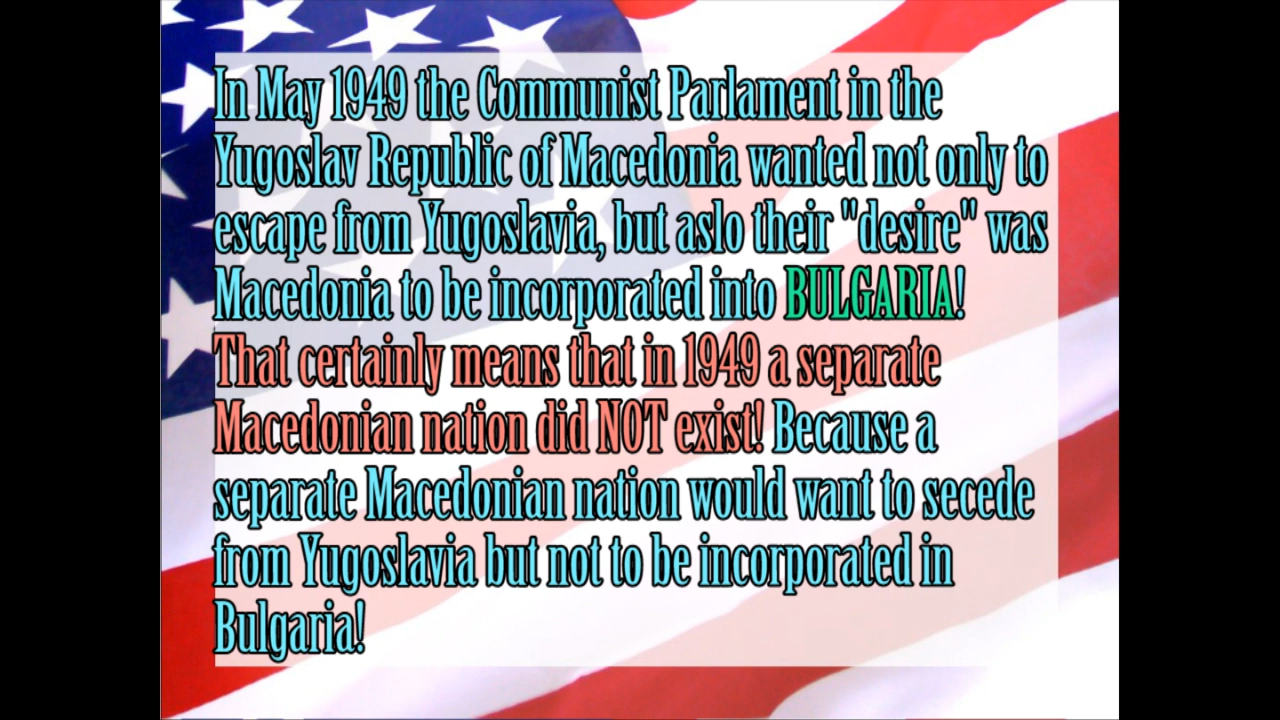 In May 1949 the Communist Parlament in the
Yugoslav Republic of Macedonia wanted not only to
escape from Yugoslavia, but aslo their "desire" was
Macedonia to be incorporated into BULGARIA!
That certainly means that in 1949 a separate
Macedonian nation did NOT exist! Because a
separate Macedonian nation would want to secede
from Yugoslavia but not to be incorporated in
Bulgaria!